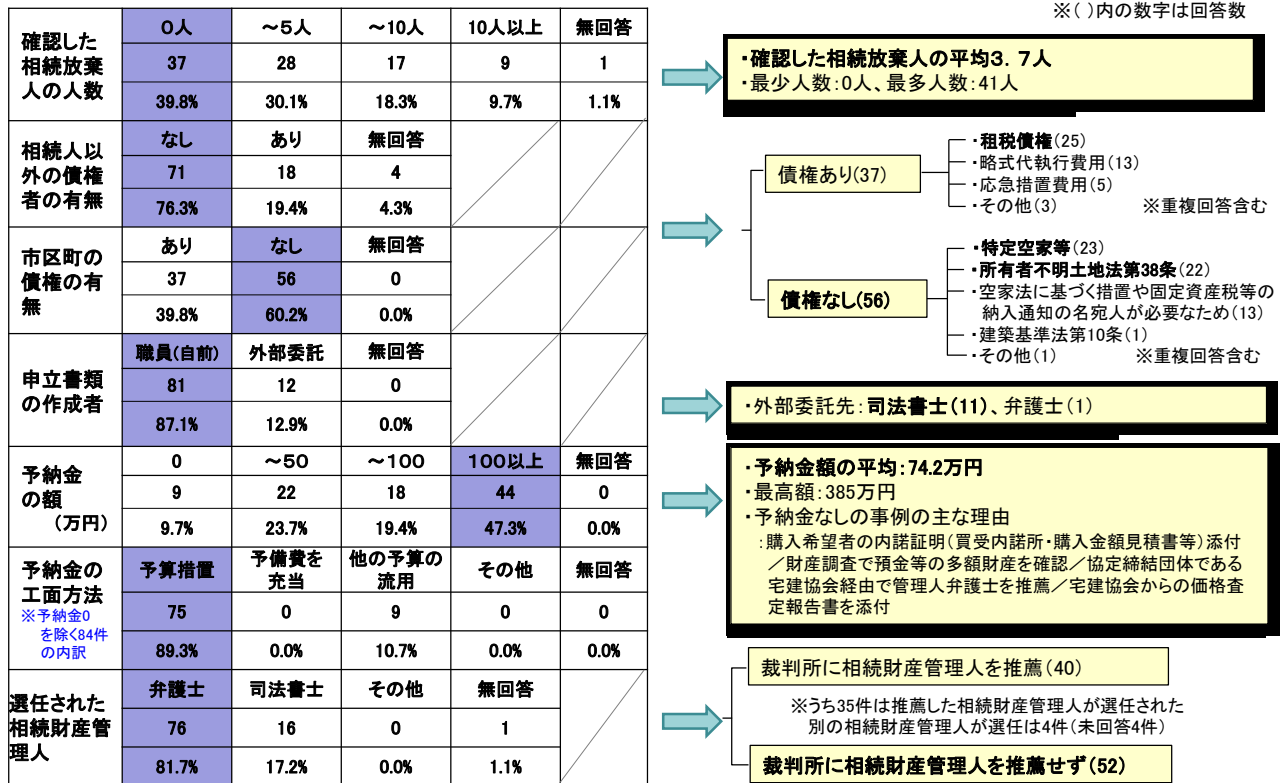 ※( )内の数字は回答数
確認した
相続放棄
人の人数
0人 ～5人 ～10人 10人以上 無回答
37 28 17 9 1
39.8% 30.1% 18.3% 9.7% 1.1%
・確認した相続放棄人の平均3．7人
・最少人数：0人、最多人数：41人
相続人以
外の債権
者の有無
なし あり 無回答
71 18 4
76.3% 19.4% 4.3%
市区町の
債権の有
無
あり なし 無回答
37 56 0
39.8% 60.2% 0.0%
債権あり(37)
・租税債権(25)
・略式代執行費用(13)
・応急措置費用(5)
・その他(3) ※重複回答含む
債権なし(56)
・特定空家等(23)
・所有者不明土地法第38条(22)
・空家法に基づく措置や固定資産税等の
納入通知の名宛人が必要なため(13)
・建築基準法第10条(1)
・その他(1) ※重複回答含む
申立書類
の作成者
職員(自前) 外部委託 無回答
81 12 0
87.1% 12.9% 0.0%
・外部委託先：司法書士(11)、弁護士(1)
予納金
の額
(万円)
0 ～50 ～100 100以上 無回答
9 22 18 44 0
9.7% 23.7% 19.4% 47.3% 0.0%
・予納金額の平均：74.2万円
・最高額：385万円
・予納金なしの事例の主な理由
：購入希望者の内諾証明(買受内諾所・購入金額見積書等)添付
／財産調査で預金等の多額財産を確認／協定締結団体である
宅建協会経由で管理人弁護士を推薦／宅建協会からの価格査
定報告書を添付
予納金の
工面方法
※予納金0
を除く84件
の内訳
予算措置 予備費を
充当 他の予算の
流用 その他 無回答
75 0 9 0 0
89.3% 0.0% 10.7% 0.0% 0.0%
選任された
相続財産管
理人
弁護士 司法書士 その他 無回答
76 16 0 1
81.7% 17.2% 0.0% 1.1%
裁判所に相続財産管理人を推薦(40)
※うち35件は推薦した相続財産管理人が選任された
別の相続財産管理人が選任は4件(未回答4件)
裁判所に相続財産管理人を推薦せず(52)